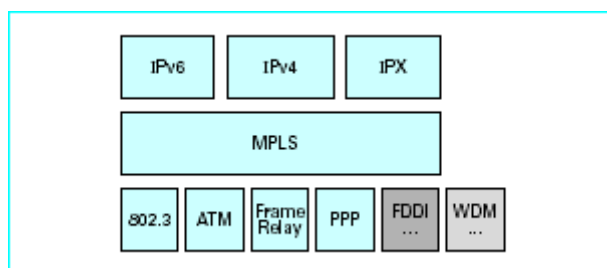 IPv6 IPv4 IPX
MPLS
802.3 ATM Frame Relay PPP FDDI ... WDM ...